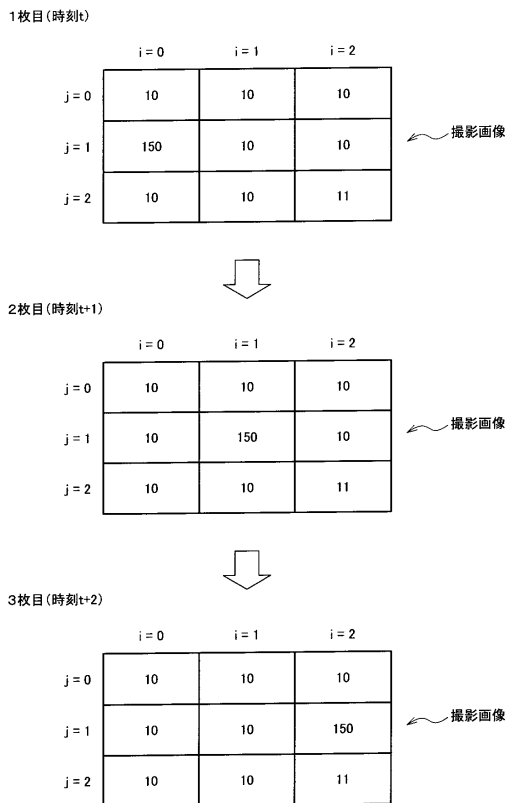 1枚目(時刻t)
i = 0 i = 1 i = 2
j = 0 10 10 10
j = 1 150 10 10 撮影画像
j = 2 10 10 11
2枚目(時刻t+1)
i = 0 i = 1 i = 2
j = 0 10 10 10
j = 1 10 150 10 撮影画像
j = 2 10 10 11
3枚目(時刻t+2)
i = 0 i = 1 i = 2
j = 0 10 10 10
j = 1 10 10 150 撮影画像
j = 2 10 10 11